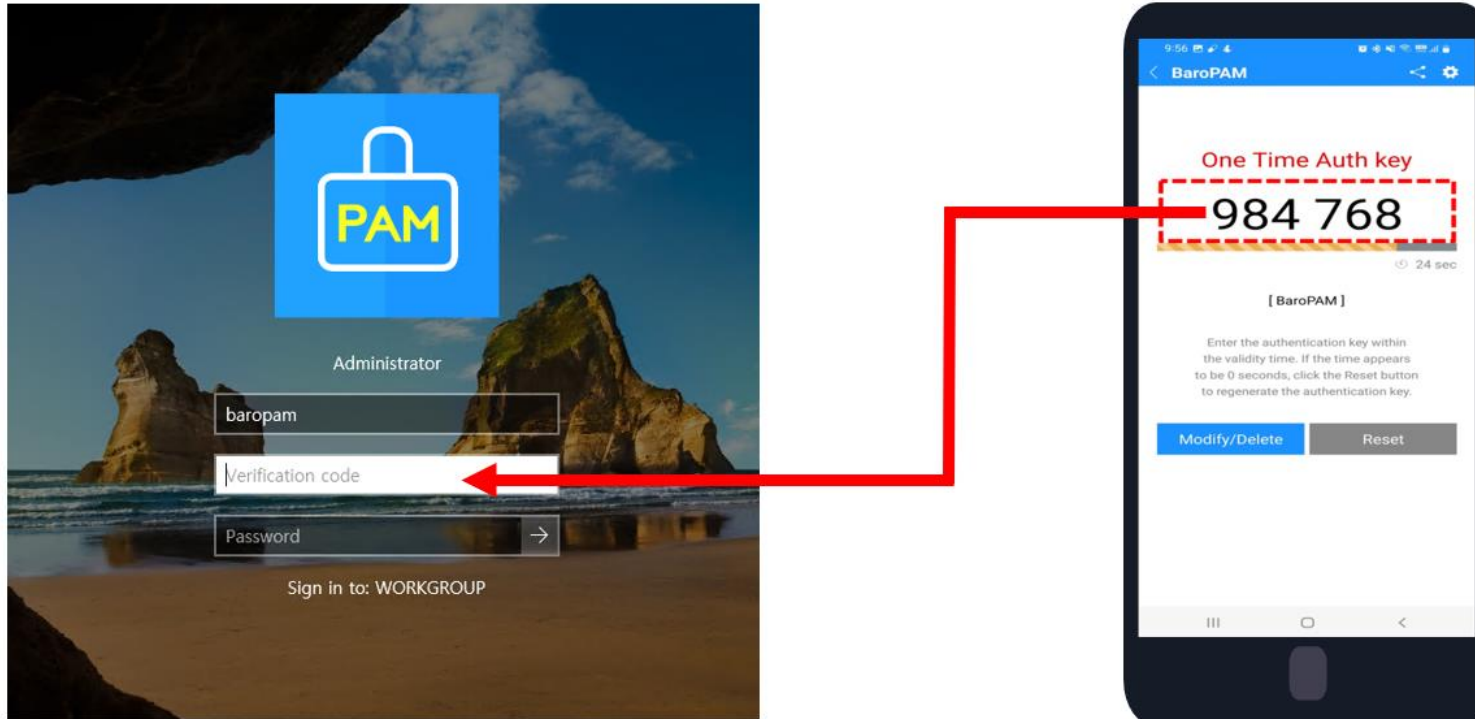 PAM
Administrator
baropam
Verification code
Password
Sign in to: WORKGROUP
9:56
BaroPAM
One Time Auth key
984 768
24 sec
[ BaroPAM ]
Enter the authentication key within
the validity time. If the time appears
to be 0 seconds, click the Reset button
to regenerate the authentication key.
Modify/Delete
Reset